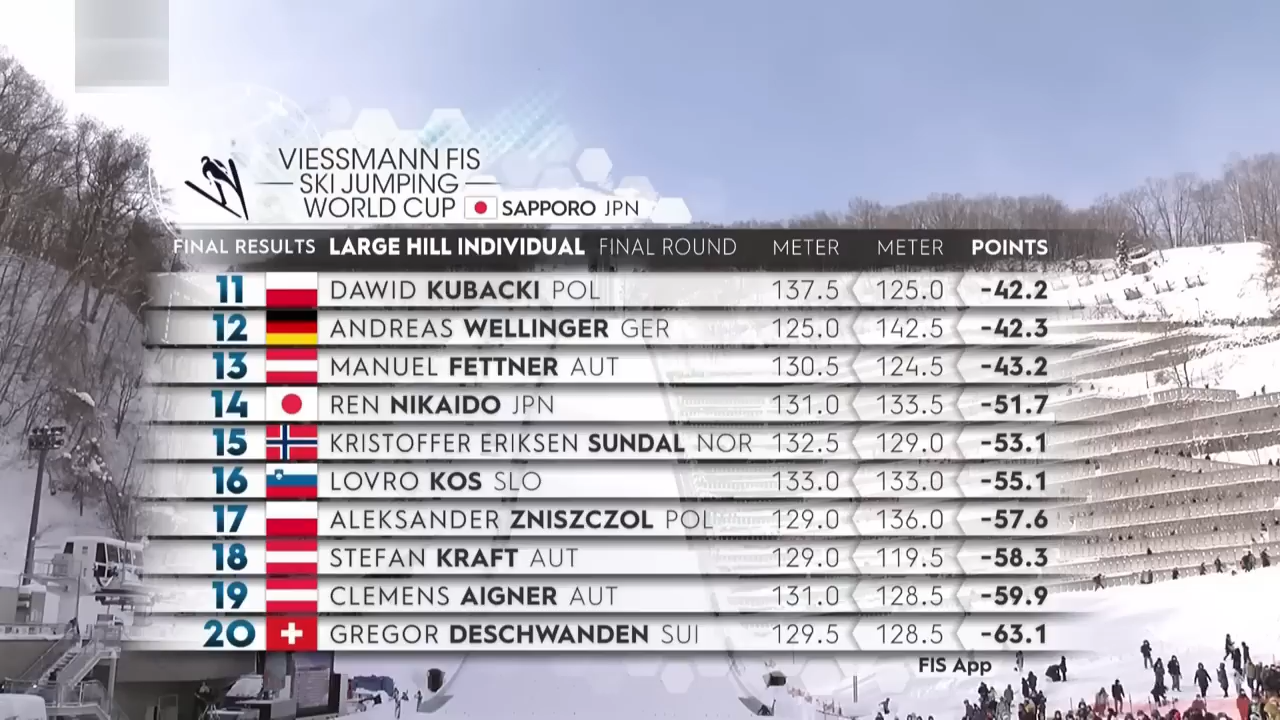 VIESSMANN FIS
SKI JUMPING
WORLD CUP SAPPORO JPN
FINAL RESULTS LARGE HILL INDIVIDUAL FINAL ROUND METER METER POINTS
11 DAWID KUBACKI POL 137.5 125.0 -42.2
12 ANDREAS WELLINGER GER 125.0 142.5 -42.3
13 MANUEL FETTNER AUT 130.5 124.5 -43.2
14 REN NIKAIDO JPN 131.0 133.5 -51.7
15 KRISTOFFER ERIKSEN SUNDAL NOR 132.5 129.0 -53.1
16 LOVRO KOS SLO 133.0 133.0 -55.1
17 ALEKSANDER ZNISZCZOL POL 129.0 136.0 -57.6
18 STEFAN KRAFT AUT 129.0 119.5 -58.3
19 CLEMENS AIGNER AUT 131.0 128.5 -59.9
20 GREGOR DESCHWANDEN SUI 129.5 128.5 -63.1
FIS App